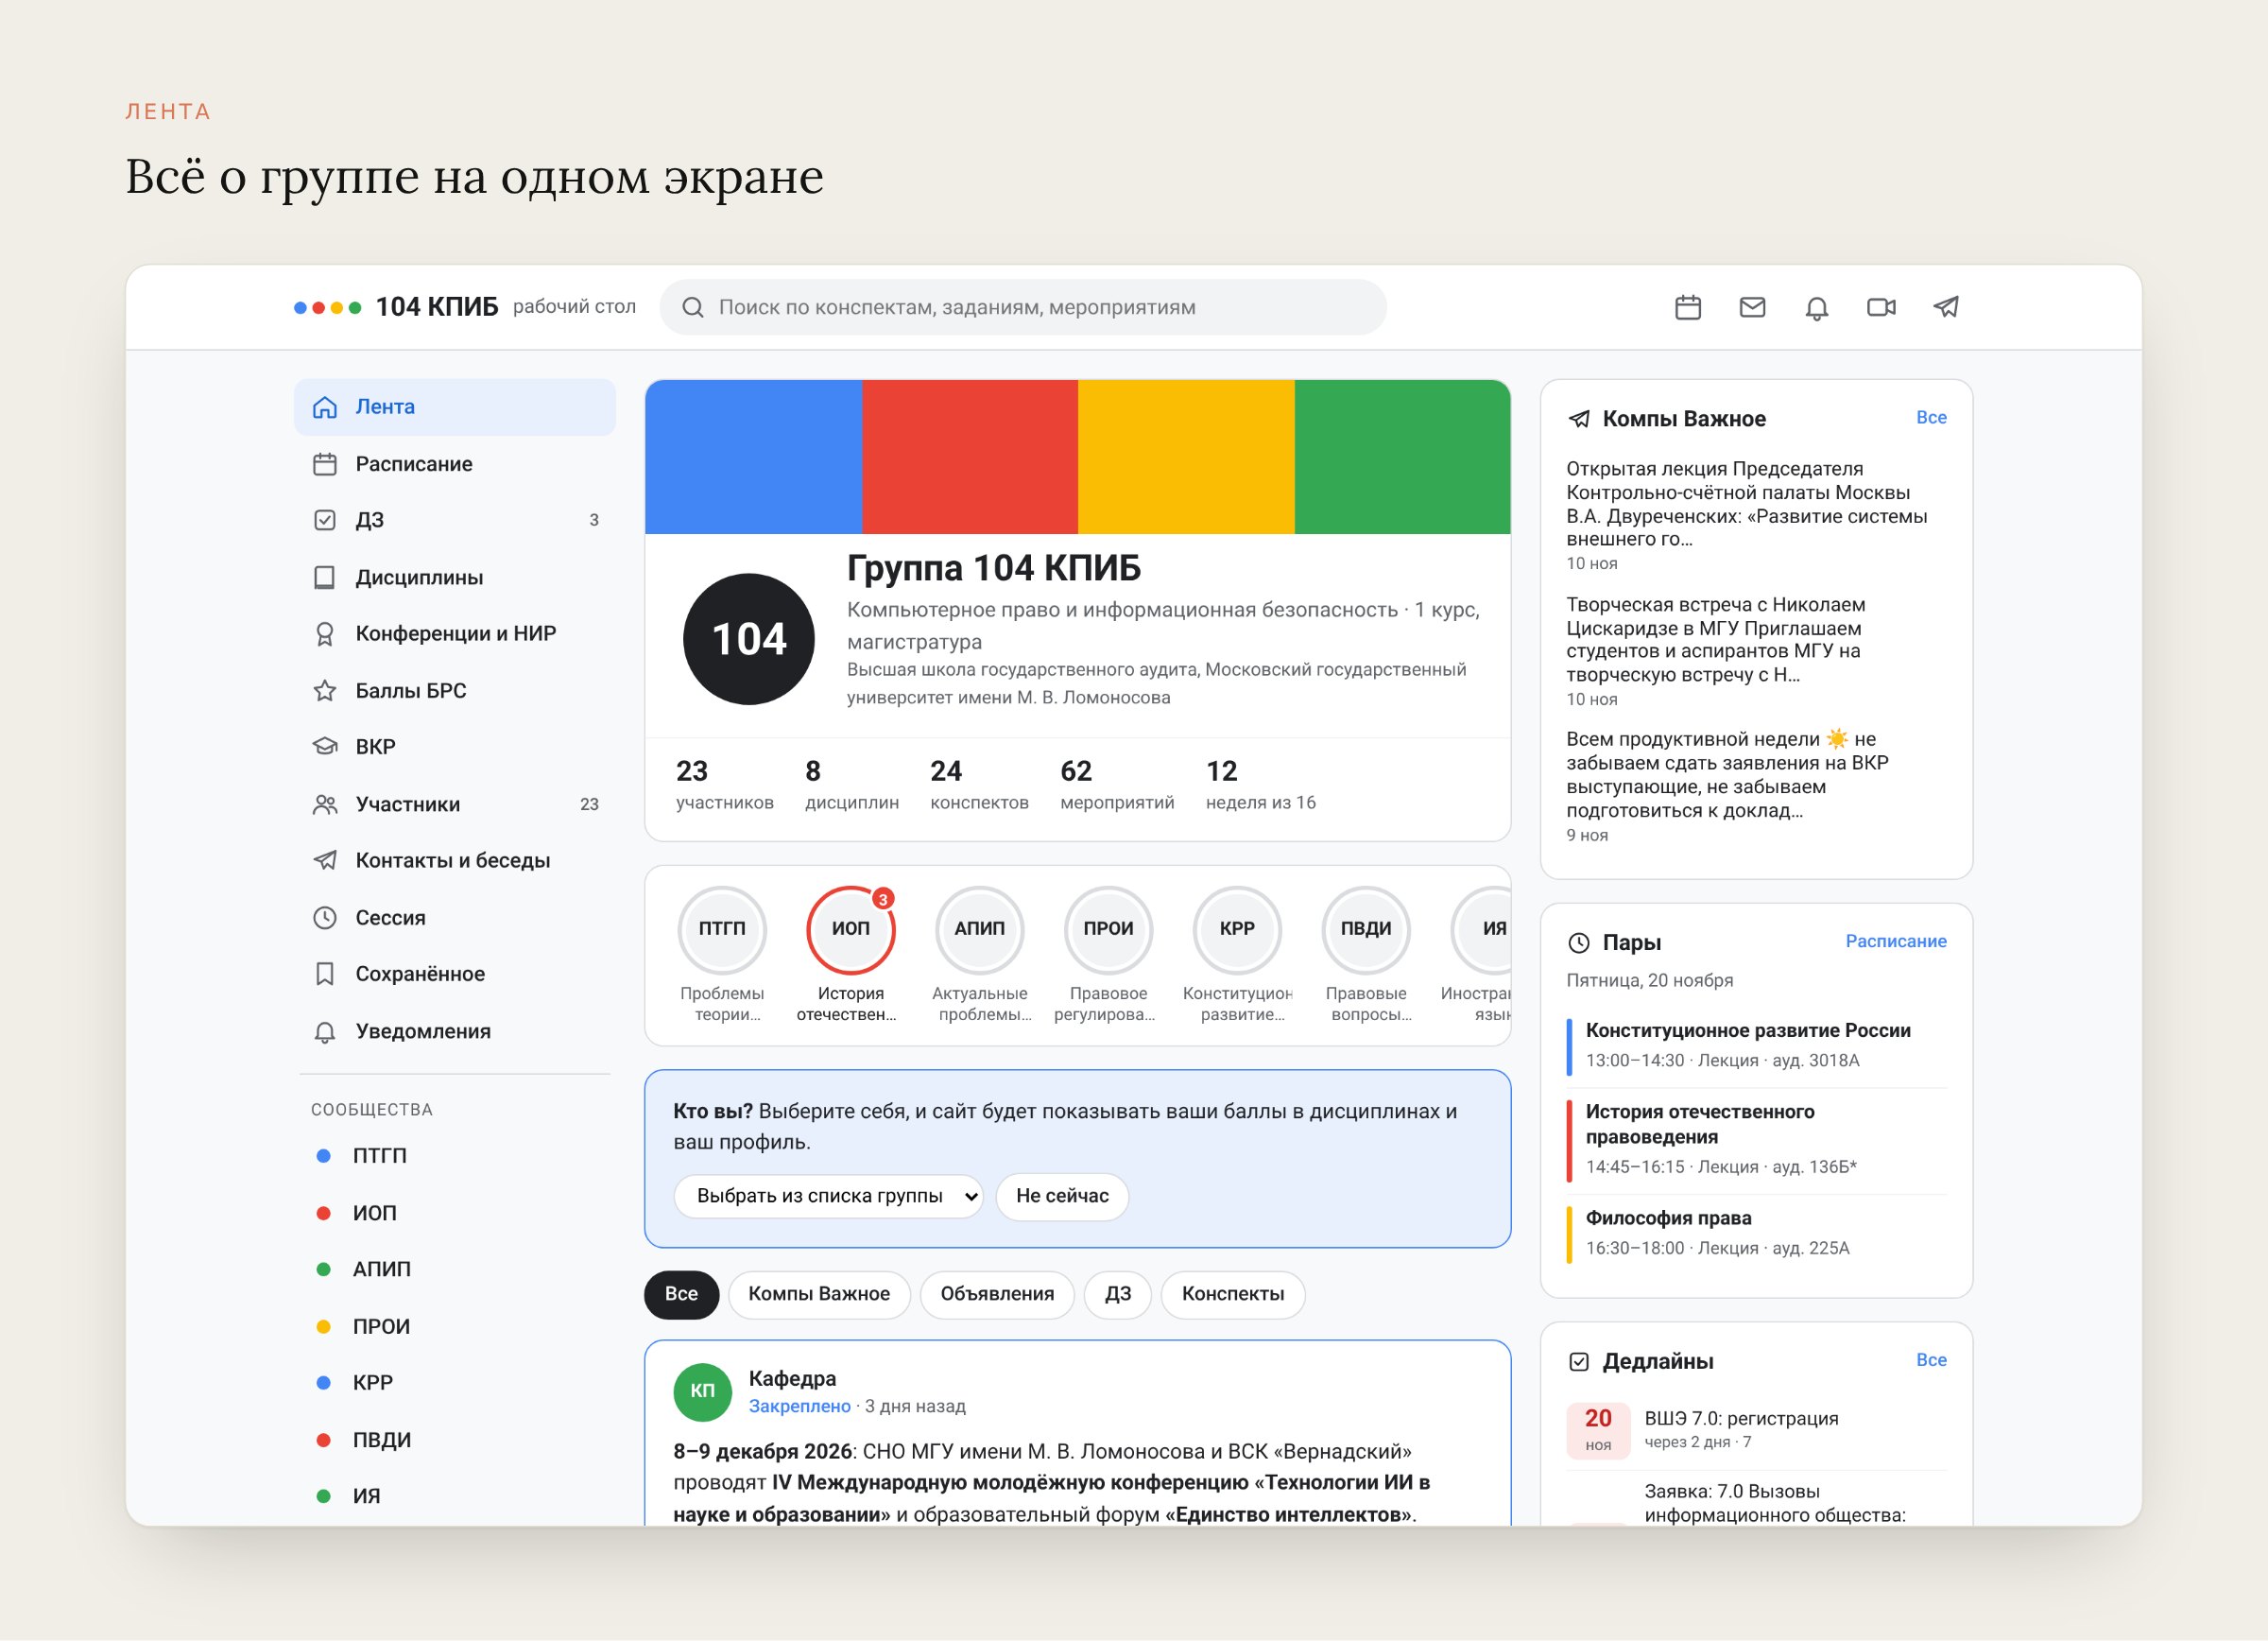 ЛЕНТА
Всё о группе на одном экране
104 КПИБ рабочий стол
Поиск по конспектам, заданиям, мероприятиям
Лента
Расписание
ДЗ 3
Дисциплины
Конференции и НИР
Баллы БРС
ВКР
Участники 23
Контакты и беседы
Сессия
Сохранённое
Уведомления
СООБЩЕСТВА
ПТГП
ИОП
АПИП
ПРОИ
КРР
ПВДИ
ИЯ
104
Группа 104 КПИБ
Компьютерное право и информационная безопасность · 1 курс,
магистратура
Высшая школа государственного аудита, Московский государственный
университет имени М. В. Ломоносова
23 8 24 62 12
участников дисциплин конспектов мероприятий неделя из 16
ПТГП ИОП 3 АПИП ПРОИ КРР ПВДИ ИЯ
Проблемы История Актуальные Правовое Конституцион Правовые Иностран
теории… отечествен… проблемы… регулирова… развитие… вопросы… язык
Кто вы? Выберите себя, и сайт будет показывать ваши баллы в дисциплинах и
ваш профиль.
Выбрать из списка группы Не сейчас
Все Компы Важное Объявления ДЗ Конспекты
КП
Кафедра
Закреплено · 3 дня назад
8–9 декабря 2026: СНО МГУ имени М. В. Ломоносова и ВСК «Вернадский»
проводят IV Международную молодёжную конференцию «Технологии ИИ в
науке и образовании» и образовательный форум «Единство интеллектов».
Компы Важное Все
Открытая лекция Председателя
Контрольно-счётной палаты Москвы
В.А. Двуреченских: «Развитие системы
внешнего го…
10 ноя
Творческая встреча с Николаем
Цискаридзе в МГУ Приглашаем
студентов и аспирантов МГУ на
творческую встречу с Н…
10 ноя
Всем продуктивной недели ☀️ не
забываем сдать заявления на ВКР
выступающие, не забываем
подготовиться к доклад…
9 ноя
Пары Расписание
Пятница, 20 ноября
Конституционное развитие России
13:00–14:30 · Лекция · ауд. 3018А
История отечественного
правоведения
14:45–16:15 · Лекция · ауд. 136Б*
Философия права
16:30–18:00 · Лекция · ауд. 225А
Дедлайны Все
20 ноя
ВШЭ 7.0: регистрация
через 2 дня · 7
Заявка: 7.0 Вызовы
информационного общества: